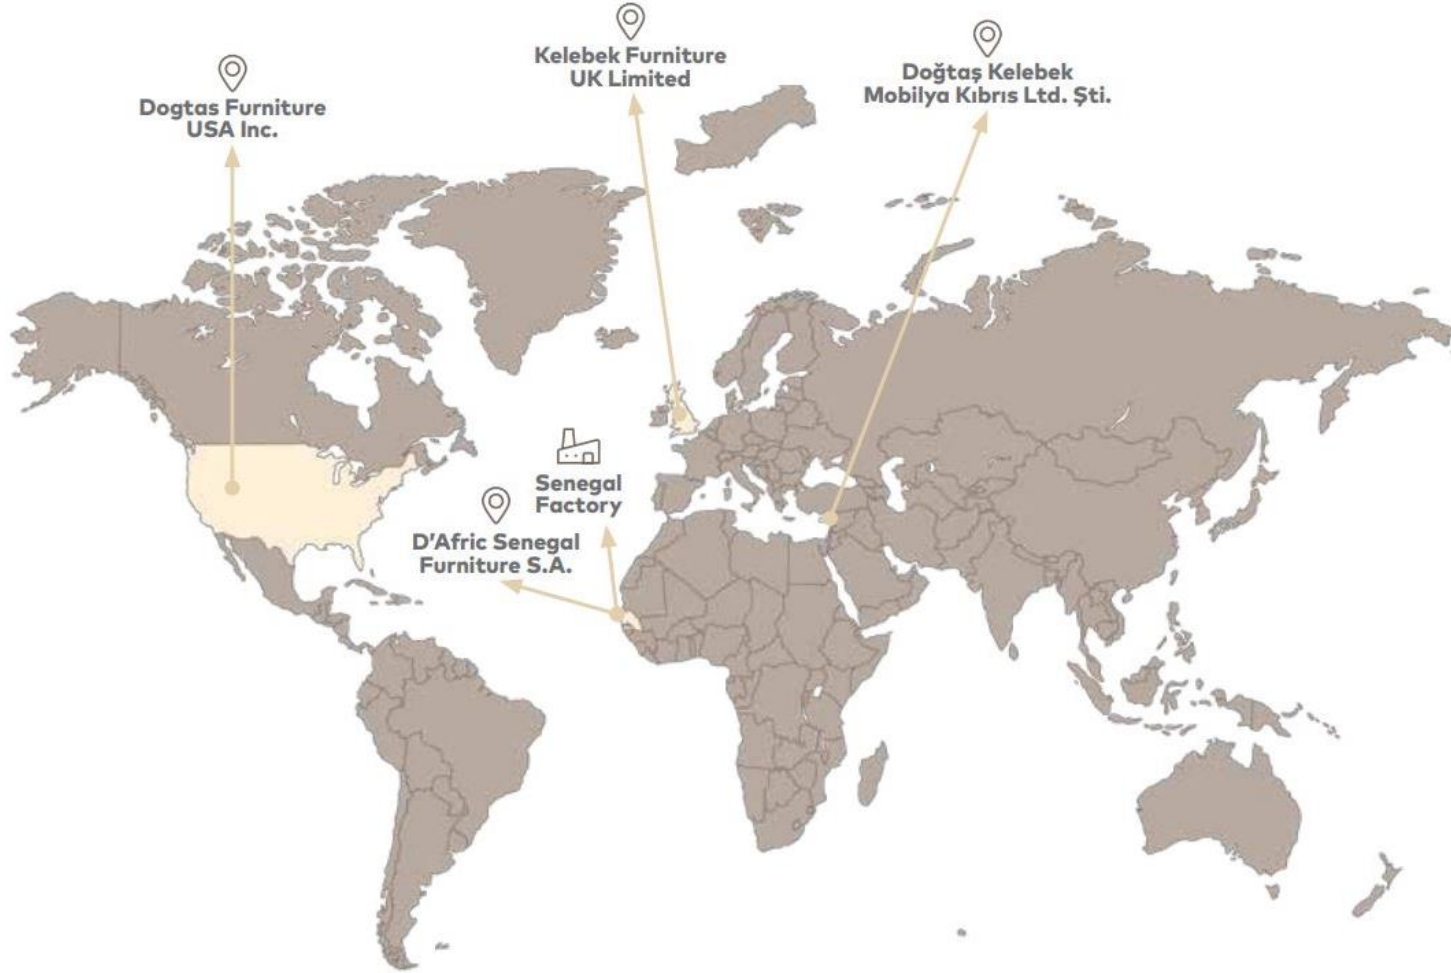 Kelebek Furniture
UK Limited
Doğtaş Kelebek
Mobilya Kıbrıs Ltd. Şti.
Dogtas Furniture
USA Inc.
Senegal
Factory
D'Afric Senegal
Furniture S.A.